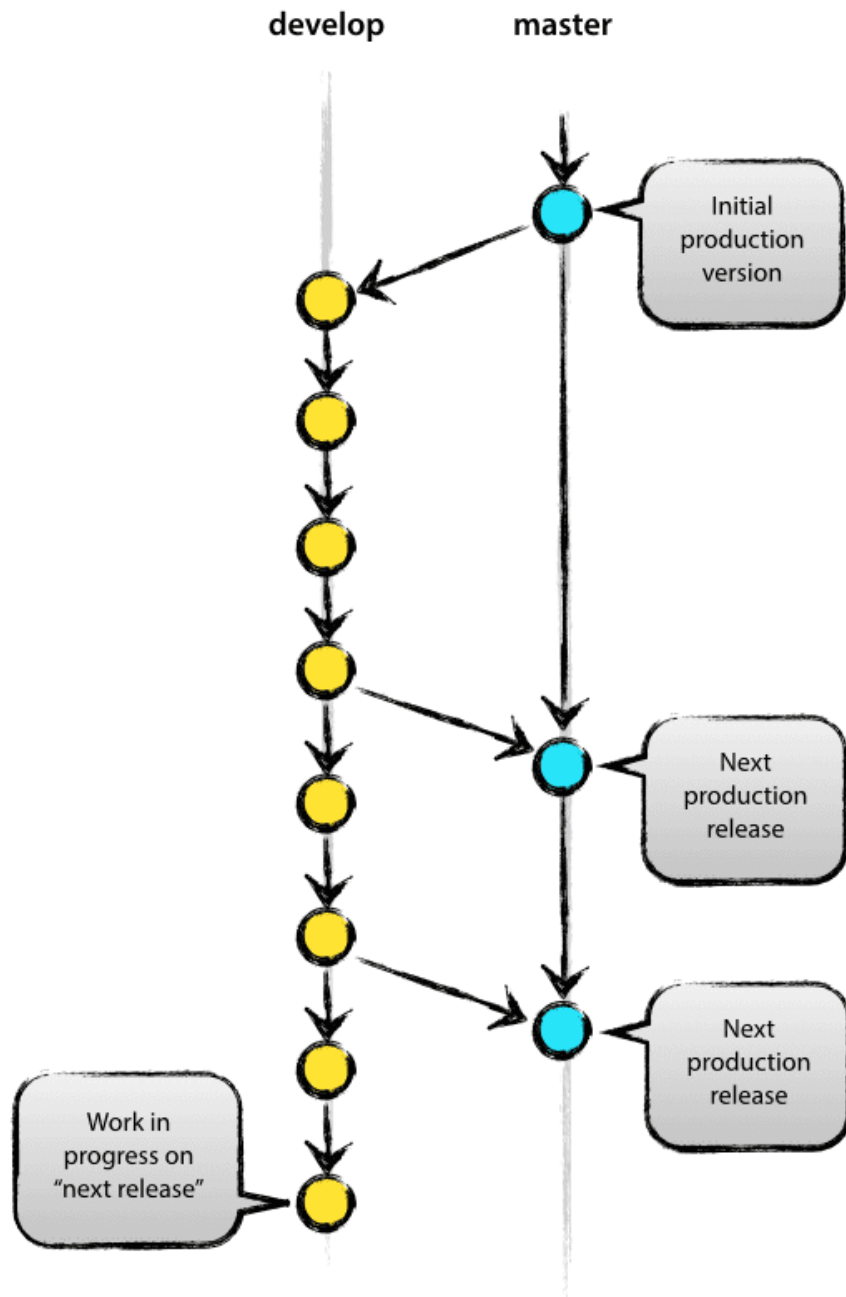 develop
master
Initial
production
version
Next
production
release
Next
production
release
Work in
progress on
“next release”